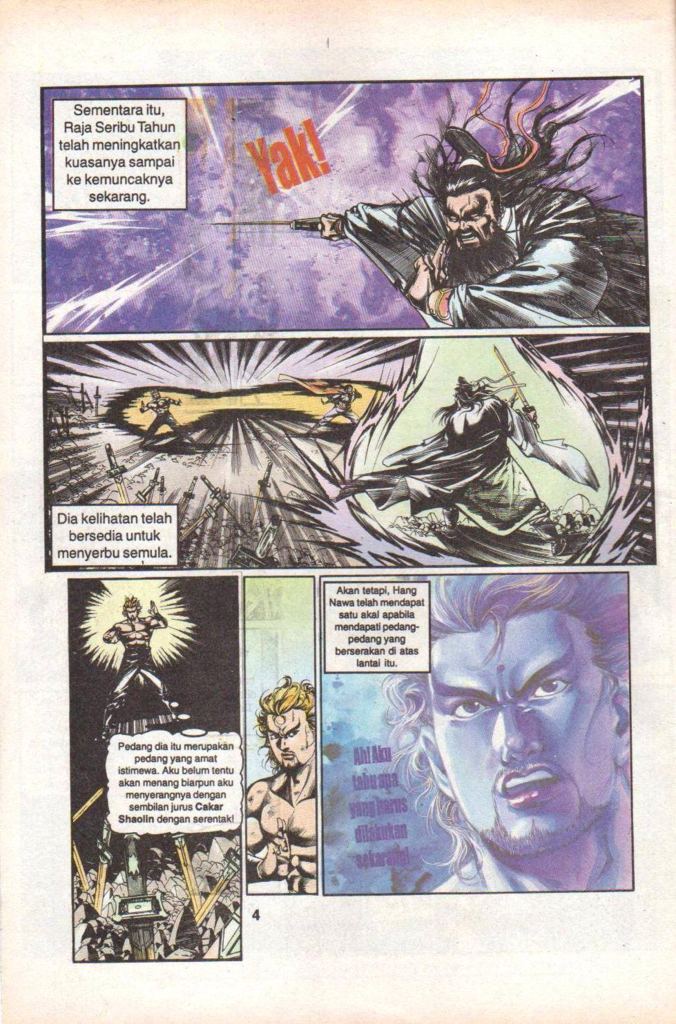 Sementara itu,
Raja Seribu Tahun
telah meningkatkan
kuasanya sampai
ke kemuncaknya
sekarang.
Yak!
Dia kelihatan telah
bersedia untuk
menyerbu semula.
Pedang dia itu merupakan
pedang yang amat
istimewa. Aku belum tentu
akan menang biarpun aku
menyerangnya dengan
sembilan jurus Cakar
Shaolin dengan serentak!
Akan tetapi, Hang
Nawa telah mendapat
satu akal apabila
mendapati pedang-
pedang yang
berserakan di atas
lantai itu.
Ah! Aku
tahu apa
yang harus
dilakukan
sekarang!
4